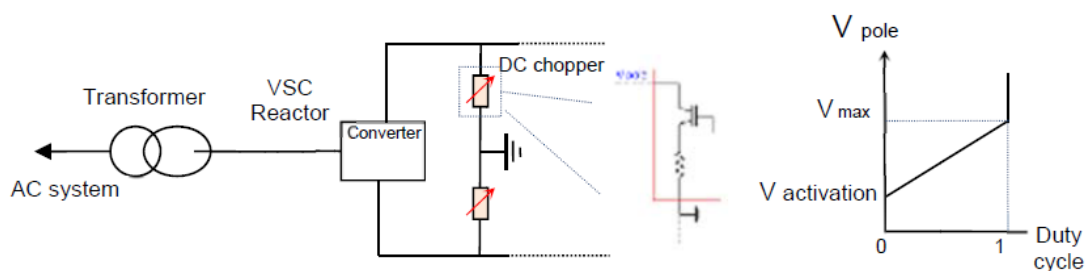 Transformer
AC system
VSC
Reactor
Converter
DC chopper
V pole
V max
V activation
0
1
Duty
cycle